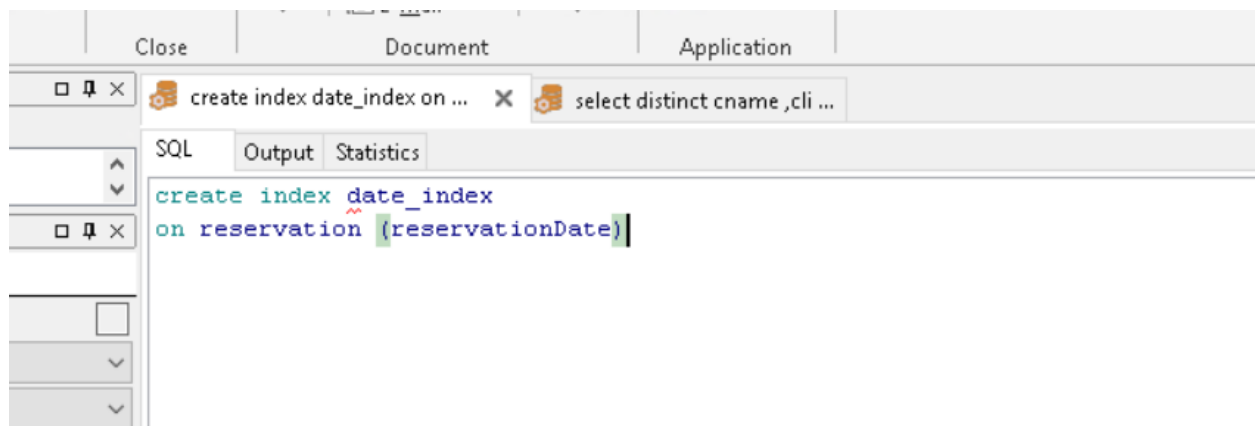 Close Document Application
create index date_index on ... select distinct cname ,cli ...
SQL Output Statistics
create index date_index
on reservation (reservationDate)